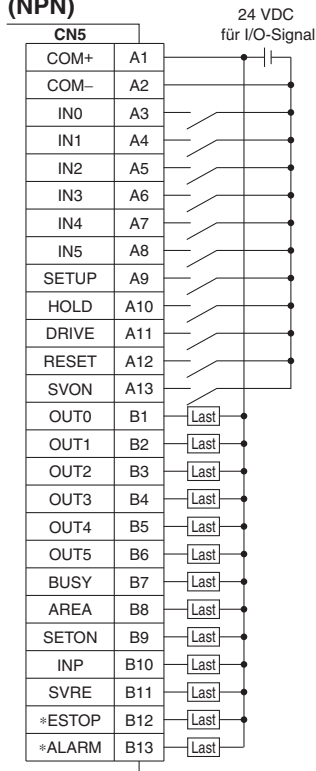 (NPN)
24 VDC
für I/O-Signal
CN5
COM+ A1
COM– A2
IN0 A3
IN1 A4
IN2 A5
IN3 A6
IN4 A7
IN5 A8
SETUP A9
HOLD A10
DRIVE A11
RESET A12
SVON A13
OUT0 B1 Last
OUT1 B2 Last
OUT2 B3 Last
OUT3 B4 Last
OUT4 B5 Last
OUT5 B6 Last
BUSY B7 Last
AREA B8 Last
SETON B9 Last
INP B10 Last
SVRE B11 Last
*ESTOP B12 Last
*ALARM B13 Last